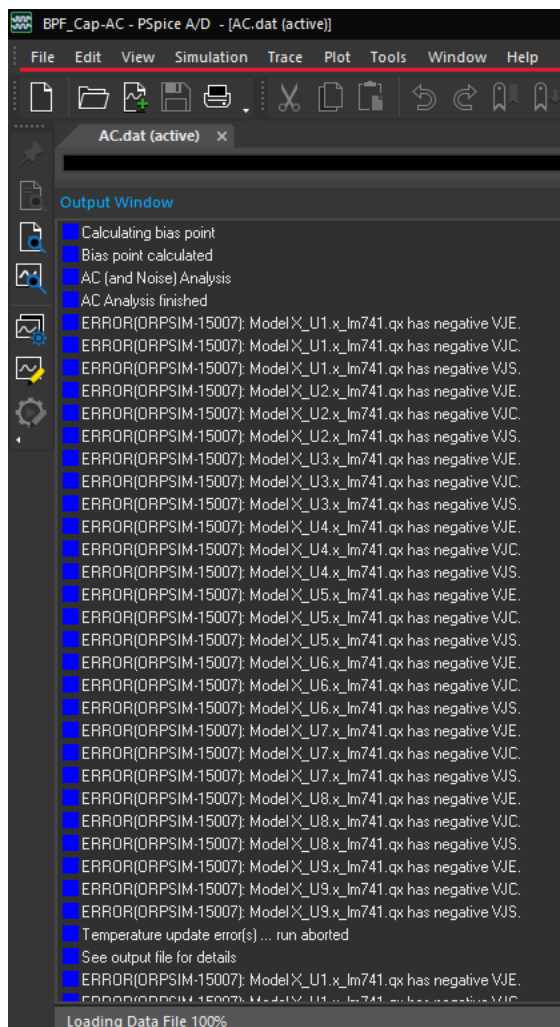 BPF_Cap-AC - PSpice A/D - [AC.dat (active)]
File Edit View Simulation Trace Plot Tools Window Help
AC.dat (active) ×
Output Window
Calculating bias point
Bias point calculated
AC (and Noise) Analysis
AC Analysis finished
ERROR(ORPSIM-15007): Model X_U1.x_lm741.qx has negative VJE.
ERROR(ORPSIM-15007): Model X_U1.x_lm741.qx has negative VJC.
ERROR(ORPSIM-15007): Model X_U1.x_lm741.qx has negative VJS.
ERROR(ORPSIM-15007): Model X_U2.x_lm741.qx has negative VJE.
ERROR(ORPSIM-15007): Model X_U2.x_lm741.qx has negative VJC.
ERROR(ORPSIM-15007): Model X_U2.x_lm741.qx has negative VJS.
ERROR(ORPSIM-15007): Model X_U3.x_lm741.qx has negative VJE.
ERROR(ORPSIM-15007): Model X_U3.x_lm741.qx has negative VJC.
ERROR(ORPSIM-15007): Model X_U3.x_lm741.qx has negative VJS.
ERROR(ORPSIM-15007): Model X_U4.x_lm741.qx has negative VJE.
ERROR(ORPSIM-15007): Model X_U4.x_lm741.qx has negative VJC.
ERROR(ORPSIM-15007): Model X_U4.x_lm741.qx has negative VJS.
ERROR(ORPSIM-15007): Model X_U5.x_lm741.qx has negative VJE.
ERROR(ORPSIM-15007): Model X_U5.x_lm741.qx has negative VJC.
ERROR(ORPSIM-15007): Model X_U5.x_lm741.qx has negative VJS.
ERROR(ORPSIM-15007): Model X_U6.x_lm741.qx has negative VJE.
ERROR(ORPSIM-15007): Model X_U6.x_lm741.qx has negative VJC.
ERROR(ORPSIM-15007): Model X_U6.x_lm741.qx has negative VJS.
ERROR(ORPSIM-15007): Model X_U7.x_lm741.qx has negative VJE.
ERROR(ORPSIM-15007): Model X_U7.x_lm741.qx has negative VJC.
ERROR(ORPSIM-15007): Model X_U7.x_lm741.qx has negative VJS.
ERROR(ORPSIM-15007): Model X_U8.x_lm741.qx has negative VJE.
ERROR(ORPSIM-15007): Model X_U8.x_lm741.qx has negative VJC.
ERROR(ORPSIM-15007): Model X_U8.x_lm741.qx has negative VJS.
ERROR(ORPSIM-15007): Model X_U9.x_lm741.qx has negative VJE.
ERROR(ORPSIM-15007): Model X_U9.x_lm741.qx has negative VJC.
ERROR(ORPSIM-15007): Model X_U9.x_lm741.qx has negative VJS.
Temperature update error(s) ... run aborted
See output file for details
ERROR(ORPSIM-15007): Model X_U1.x_lm741.qx has negative VJE.
ERROR(ORPSIM-15007): Model X_U1.x_lm741.qx has negative VJC.
Loading Data File 100%